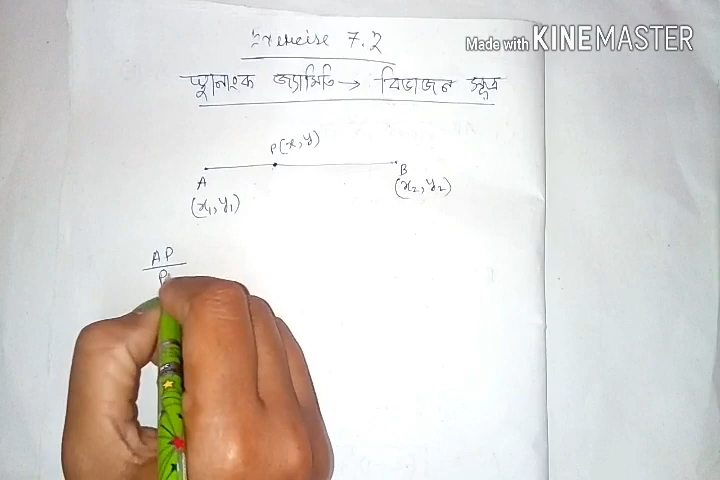 Exercise 7.2
Made with KINEMASTER
স্থানাংক জ্যামিতি → বিভাজন সূত্ৰ
P(x, y)
A
B
(x₁, y₁)
(x₂, y₂)
AP
P